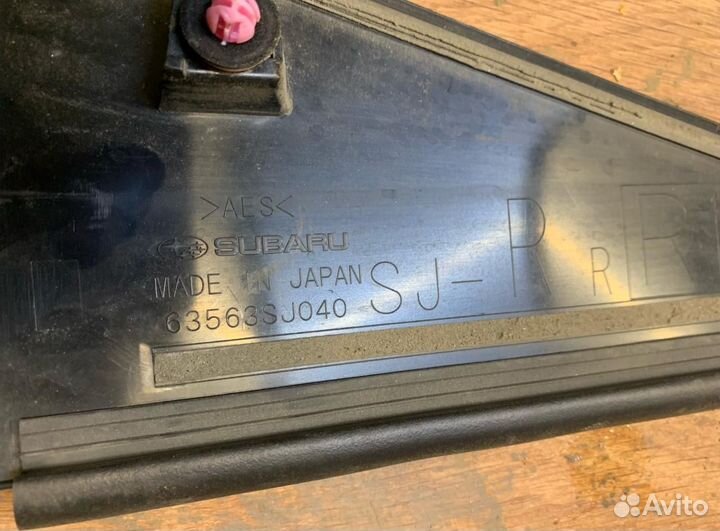 >AES<
SUBARU
MADE IN JAPAN
63563SJ040
SJ-R R R
Avito